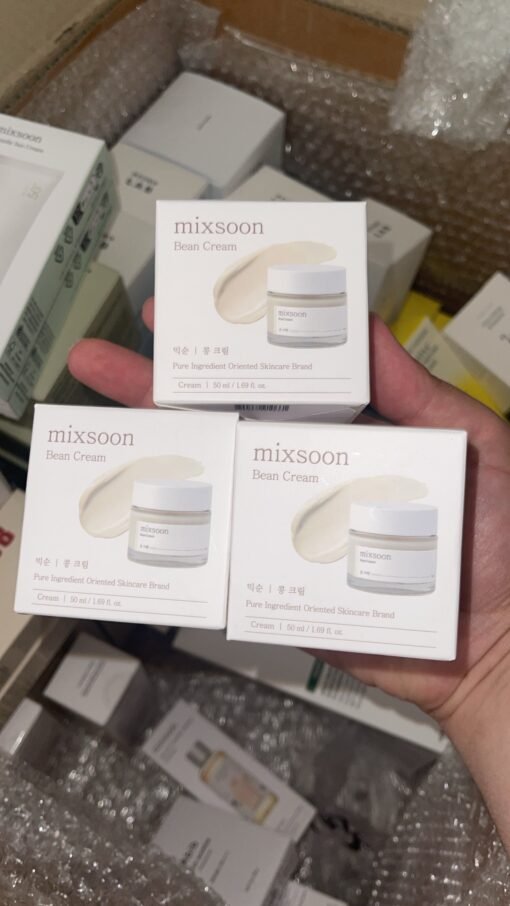 mixsoon
mixsoon
Bean Cream
mixsoon
믹순 | 콩 크림
Pure Ingredient Oriented Skincare Brand
Cream | 50 ml / 1.69 fl. oz.
mixsoon
Bean Cream
mixsoon
믹순 | 콩 크림
Pure Ingredient Oriented Skincare Brand
Cream | 50 ml / 1.69 fl. oz.
mixsoon
Bean Cream
mixsoon
믹순 | 콩 크림
Pure Ingredient Oriented Skincare Brand
Cream | 50 ml / 1.69 fl. oz.